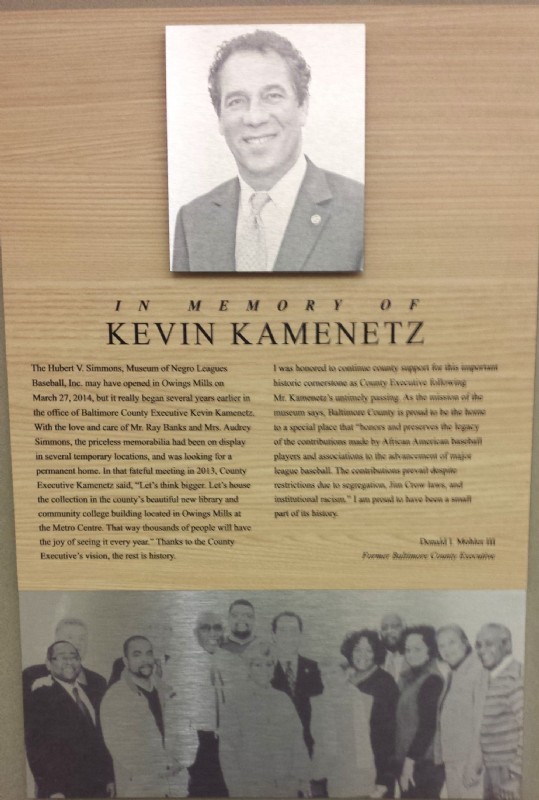 IN MEMORY OF
KEVIN KAMENETZ
The Hubert V. Simmons, Museum of Negro Leagues
Baseball, Inc. may have opened in Owings Mills on
March 27, 2014, but it really began several years earlier in
the office of Baltimore County Executive Kevin Kamenetz.
With the love and care of Mr. Ray Banks and Mrs. Audrey
Simmons, the priceless memorabilia had been on display
in several temporary locations, and was looking for a
permanent home. In that fateful meeting in 2013, County
Executive Kamenetz said, "Let's think bigger. Let's house
the collection in the county's beautiful new library and
community college building located in Owings Mills at
the Metro Centre. That way thousands of people will have
the joy of seeing it every year." Thanks to the County
Executive's vision, the rest is history.
I was honored to continue county support for this important
historic cornerstone as County Executive following
Mr. Kamenetz's untimely passing. As the mission of the
museum says, Baltimore County is proud to be the home
to a special place that "honors and preserves the legacy
of the contributions made by African American baseball
players and associations to the advancement of major
league baseball. The contributions prevail despite
restrictions due to segregation, Jim Crow laws, and
institutional racism." I am proud to have been a small
part of its history.
Donald I. Mohler III
Former Baltimore County Executive